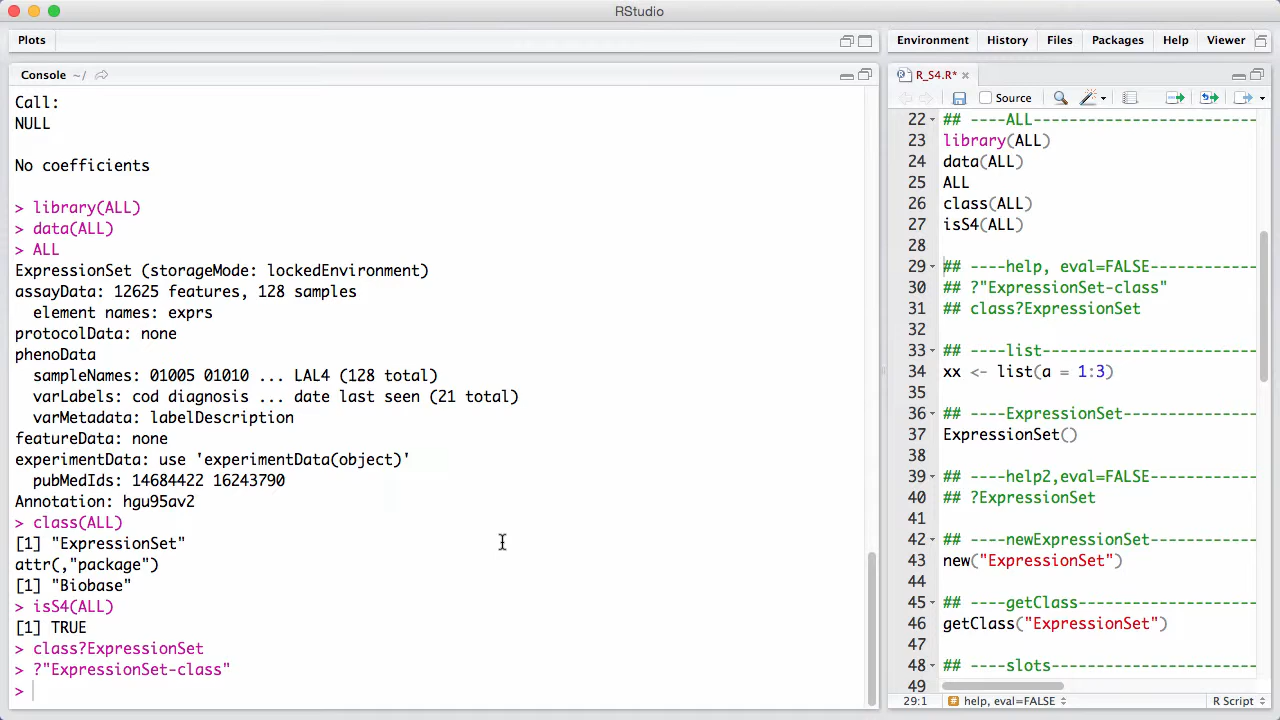 RStudio
Plots
Console ~/
Call:
NULL
No coefficients
> library(ALL)
> data(ALL)
> ALL
ExpressionSet (storageMode: lockedEnvironment)
assayData: 12625 features, 128 samples
  element names: exprs
protocolData: none
phenoData
  sampleNames: 01005 01010 ... LAL4 (128 total)
  varLabels: cod diagnosis ... date last seen (21 total)
  varMetadata: labelDescription
featureData: none
experimentData: use 'experimentData(object)'
  pubMedIds: 14684422 16243790
Annotation: hgu95av2
> class(ALL)
[1] "ExpressionSet"
attr(,"package")
[1] "Biobase"
> isS4(ALL)
[1] TRUE
> class?ExpressionSet
> ?"ExpressionSet-class"
>
Environment History Files Packages Help Viewer
R_S4.R*
Source
22 ## ----ALL-------------------------
23 library(ALL)
24 data(ALL)
25 ALL
26 class(ALL)
27 isS4(ALL)
28
29 ## ----help, eval=FALSE------------
30 ## ?"ExpressionSet-class"
31 ## class?ExpressionSet
32
33 ## ----list------------------------
34 xx <- list(a = 1:3)
35
36 ## ----ExpressionSet---------------
37 ExpressionSet()
38
39 ## ----help2,eval=FALSE------------
40 ## ?ExpressionSet
41
42 ## ----newExpressionSet------------
43 new("ExpressionSet")
44
45 ## ----getClass--------------------
46 getClass("ExpressionSet")
47
48 ## ----slots-----------------------
49
29:1 # help, eval=FALSE R Script